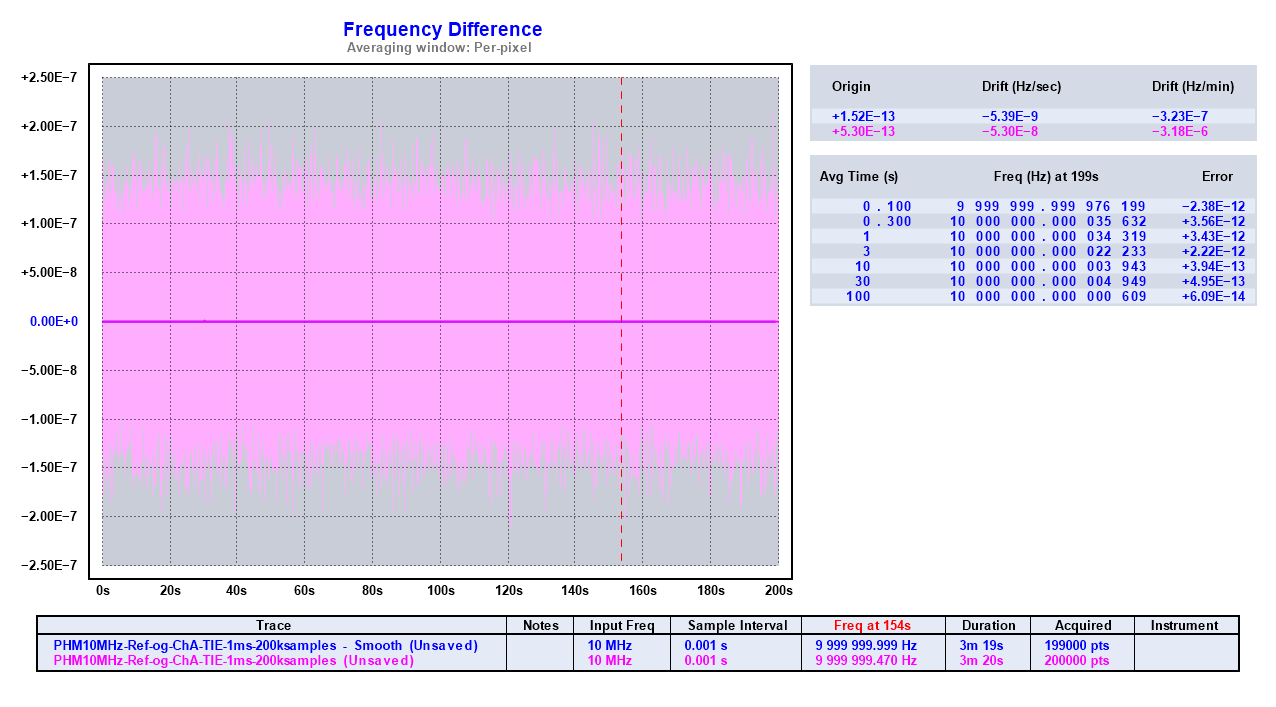 Frequency Difference
Averaging window: Per-pixel
+2.50E−7
+2.00E−7
+1.50E−7
+1.00E−7
+5.00E−8
0.00E+0
−5.00E−8
−1.00E−7
−1.50E−7
−2.00E−7
−2.50E−7
0s 20s 40s 60s 80s 100s 120s 140s 160s 180s 200s
Origin Drift (Hz/sec) Drift (Hz/min)
+1.52E−13 −5.39E−9 −3.23E−7
+5.30E−13 −5.30E−8 −3.18E−6
Avg Time (s) Freq (Hz) at 199s Error
0.100 9 999 999.999 976 199 −2.38E−12
0.300 10 000 000.000 035 632 +3.56E−12
1 10 000 000.000 034 319 +3.43E−12
3 10 000 000.000 022 233 +2.22E−12
10 10 000 000.000 003 943 +3.94E−13
30 10 000 000.000 004 949 +4.95E−13
100 10 000 000.000 000 609 +6.09E−14
Trace Notes Input Freq Sample Interval Freq at 154s Duration Acquired Instrument
PHM10MHz-Ref-og-ChA-TIE-1ms-200ksamples - Smooth (Unsaved) 10 MHz 0.001 s 9 999 999.999 Hz 3m 19s 199000 pts
PHM10MHz-Ref-og-ChA-TIE-1ms-200ksamples (Unsaved) 10 MHz 0.001 s 9 999 999.470 Hz 3m 20s 200000 pts